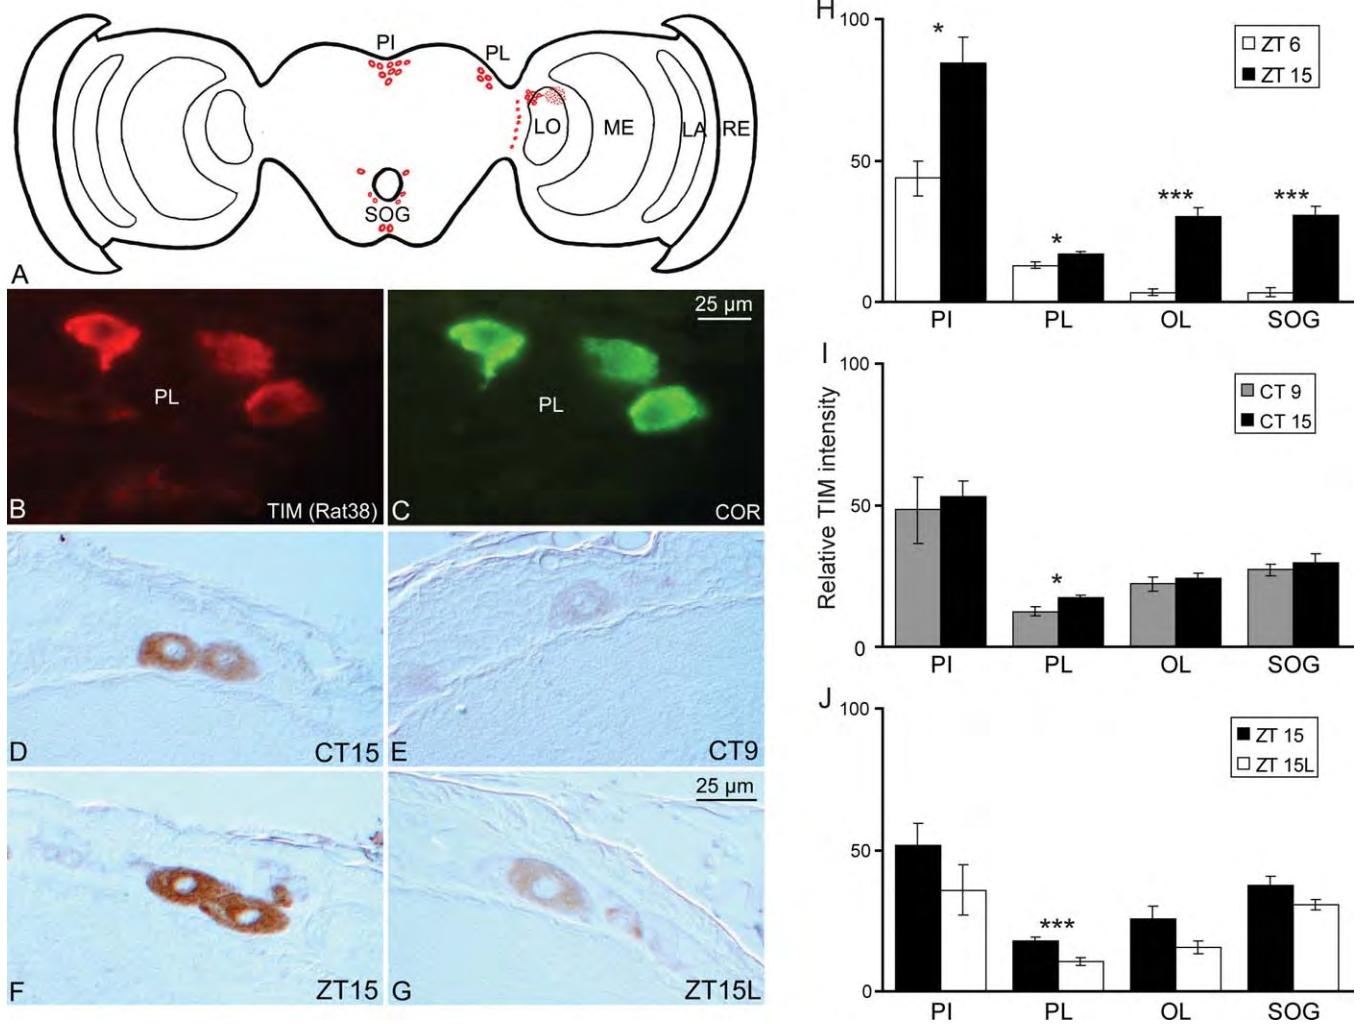 PI
PL
LO
ME
LA
RE
SOG
A
PL
B
TIM (Rat38)
25 µm
PL
C
COR
D
CT15
E
CT9
F
ZT15
25 µm
G
ZT15L
H
100
50
0
*
*
***
***
ZT 6
ZT 15
PI
PL
OL
SOG
Relative TIM intensity
I
100
50
0
*
CT 9
CT 15
PI
PL
OL
SOG
J
100
50
0
***
ZT 15
ZT 15L
PI
PL
OL
SOG